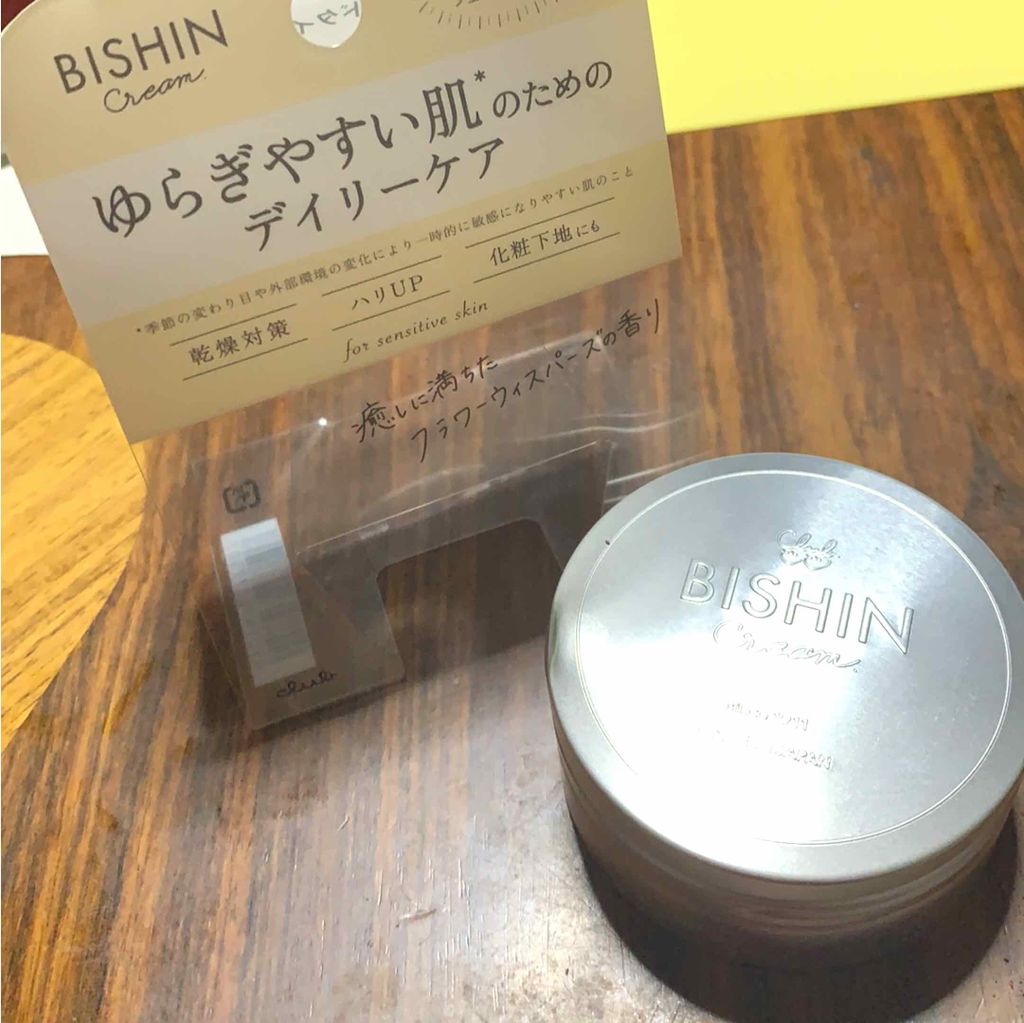 BISHIN
Cream.
ゆらぎやすい肌*のための
デイリーケア
*季節の変わり目や外部環境の変化により一時的に敏感になりやすい肌のこと
乾燥対策
ハリUP
化粧下地にも
for sensitive skin
癒しに満ちた
フラワーウィスパーズの香り
club
club
BISHIN
Cream.